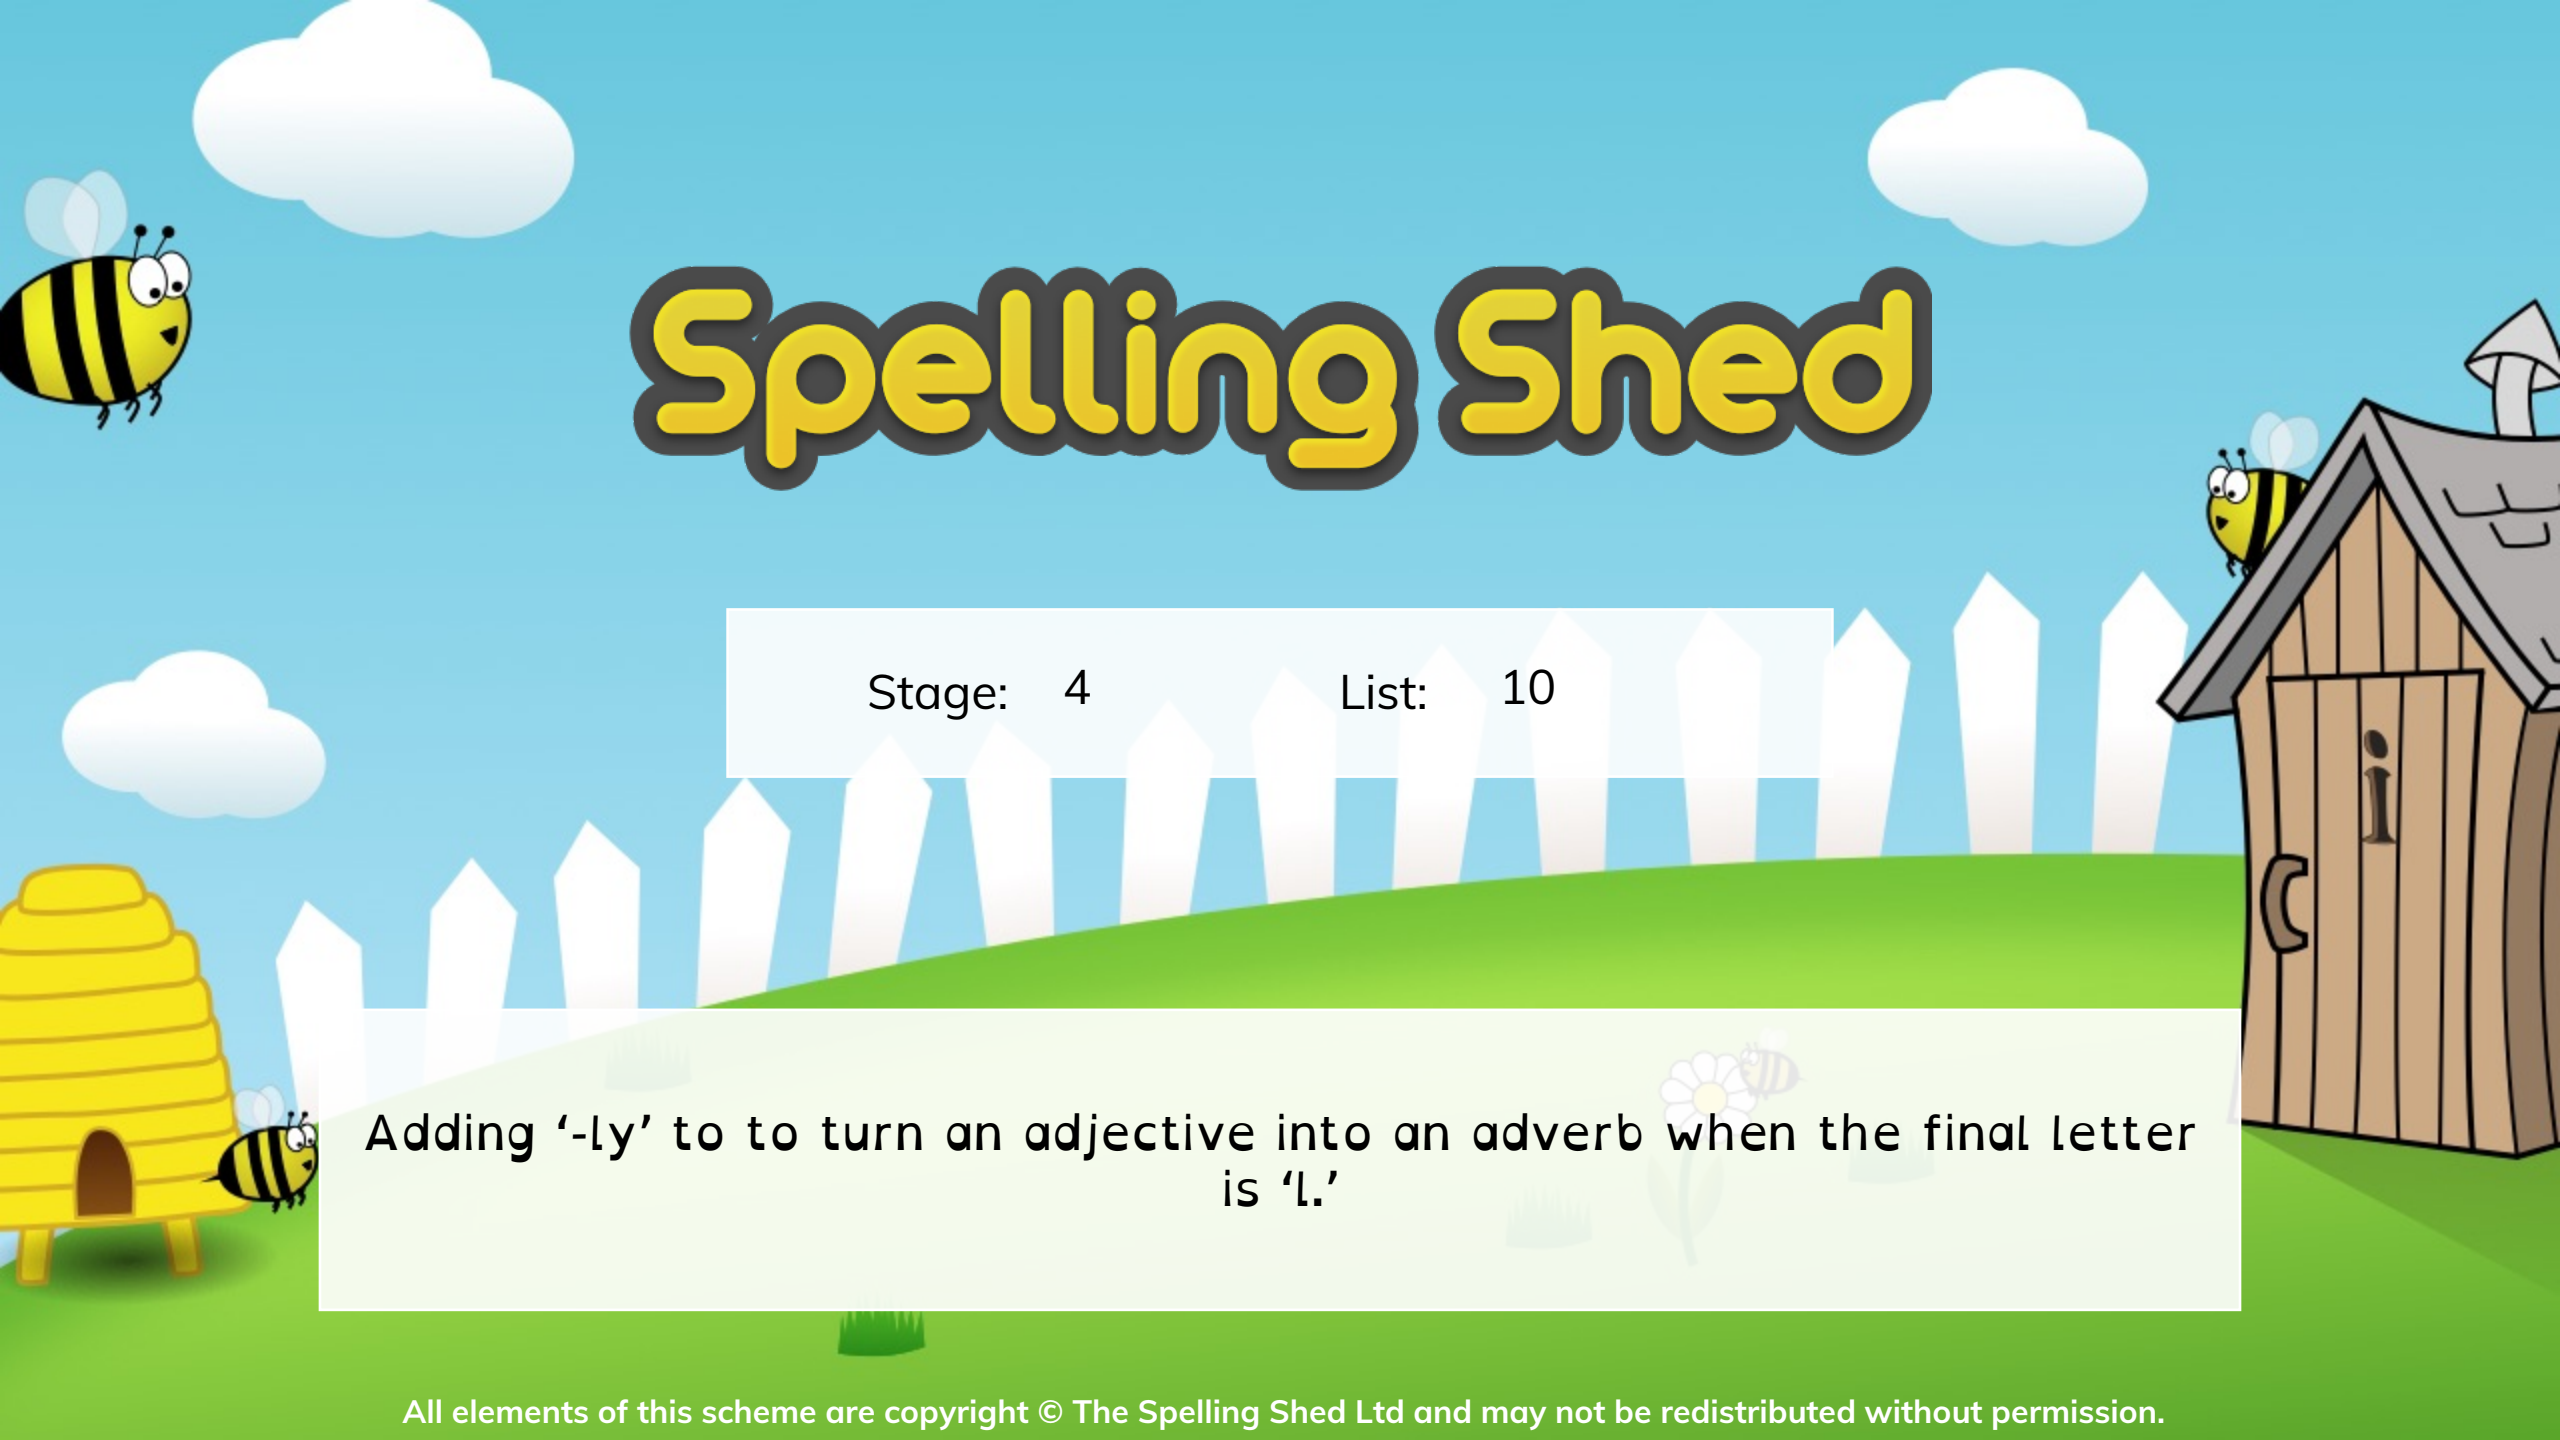 Spelling Shed
Stage: 4 List: 10
i
Adding ‘-ly’ to to turn an adjective into an adverb when the final letter
is ‘l.’
All elements of this scheme are copyright © The Spelling Shed Ltd and may not be redistributed without permission.